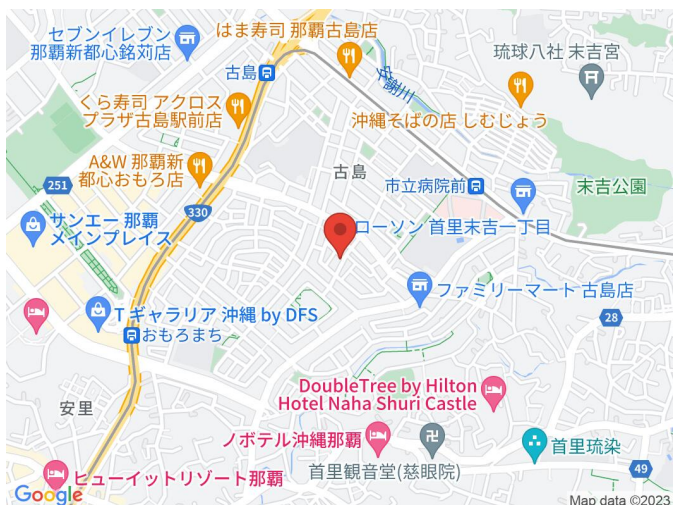 セブンイレブン
那覇新都心銘苅店
はま寿司 那覇古島店
古島
安謝川
琉球八社 末吉宮
くら寿司 アクロス
プラザ古島駅前店
沖縄そばの店 しむじょう
A&W 那覇新
都心おもろ店
古島
市立病院前
末吉公園
251
330
サンエー 那覇
メインプレイス
ローソン 首里末吉一丁目
ファミリーマート 古島店
T ギャラリア 沖縄 by DFS
おもろまち
28
DoubleTree by Hilton
Hotel Naha Shuri Castle
安里
ノボテル沖縄那覇
首里琉染
首里観音堂(慈眼院)
49
ヒューイットリゾート那覇
Google
Map data ©2023